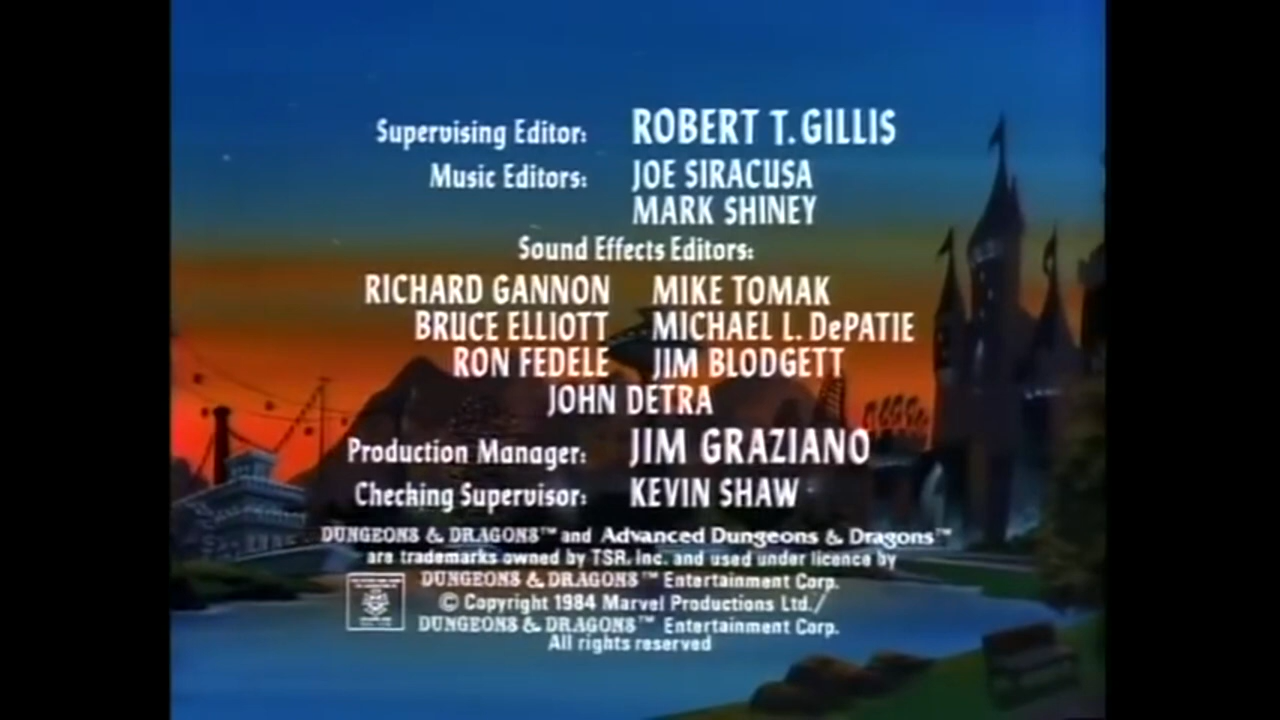 Supervising Editor: ROBERT T. GILLIS
Music Editors: JOE SIRACUSA
MARK SHINEY
Sound Effects Editors:
RICHARD GANNON MIKE TOMAK
BRUCE ELLIOTT MICHAEL L. DePATIE
RON FEDELE JIM BLODGETT
JOHN DETRA
Production Manager: JIM GRAZIANO
Checking Supervisor: KEVIN SHAW
DUNGEONS & DRAGONS™ and Advanced Dungeons & Dragons™
are trademarks owned by TSR, Inc. and used under licence by
DUNGEONS & DRAGONS™ Entertainment Corp.
© Copyright 1984 Marvel Productions Ltd./
DUNGEONS & DRAGONS™ Entertainment Corp.
All rights reserved